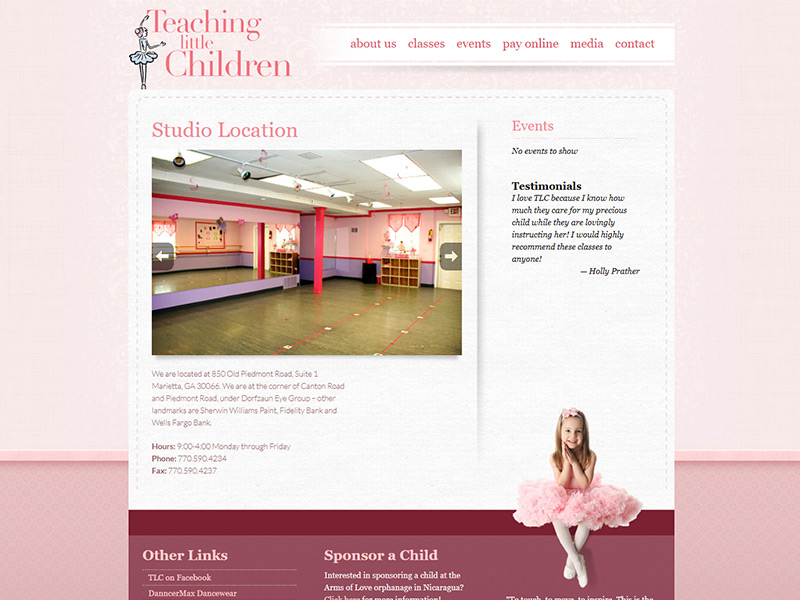 Teaching
little
Children
about us classes events pay online media contact
Studio Location
We are located at 850 Old Piedmont Road, Suite 1
Marietta, GA 30066. We are at the corner of Canton Road
and Piedmont Road, under Dorfzaun Eye Group – other
landmarks are Sherwin Williams Paint, Fidelity Bank and
Wells Fargo Bank.
Hours: 9:00-4:00 Monday through Friday
Phone: 770.590.4234
Fax: 770.590.4237
Events
No events to show
Testimonials
I love TLC because I know how
much they care for my precious
child while they are lovingly
instructing her! I would highly
recommend these classes to
anyone!
— Holly Prather
Other Links
TLC on Facebook
DanncerMax Dancewear
Sponsor a Child
Interested in sponsoring a child at the
Arms of Love orphanage in Nicaragua?
Click here for more information!
"To touch, to move, to inspire. This is the